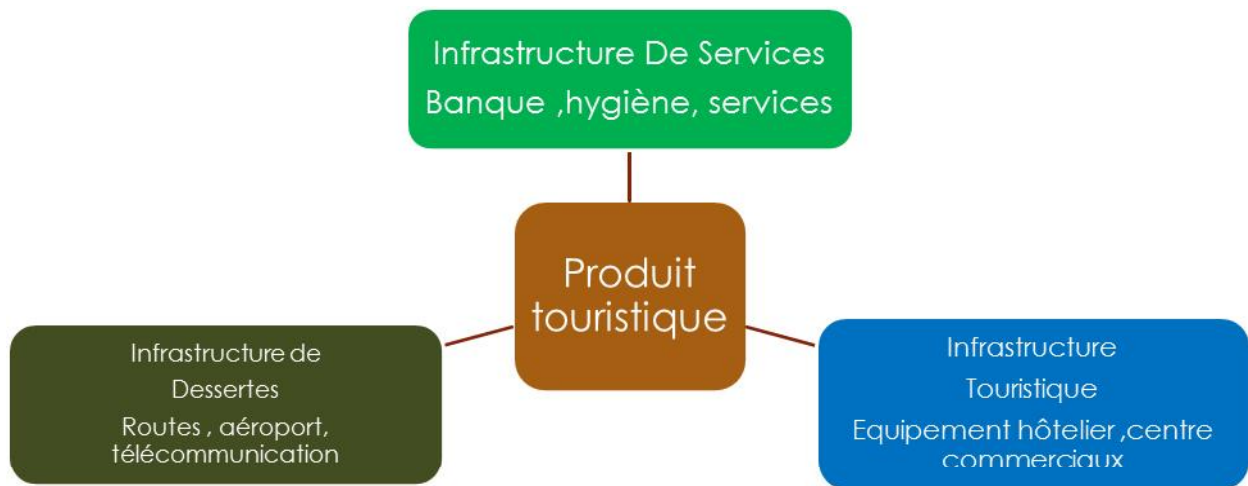 Infrastructure De Services
Banque ,hygiène, services
Produit
touristique
Infrastructure de
Dessertes
Routes , aéroport,
télécommunication
Infrastructure
Touristique
Equipement hôtelier ,centre
commerciaux